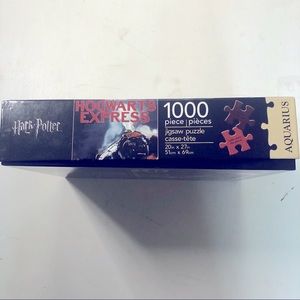 Harry Potter
HOGWARTS
EXPRESS
1000
piece | pièces
jigsaw puzzle
casse-tête
20in x 27in
51cm x 69cm
AQUARIUS